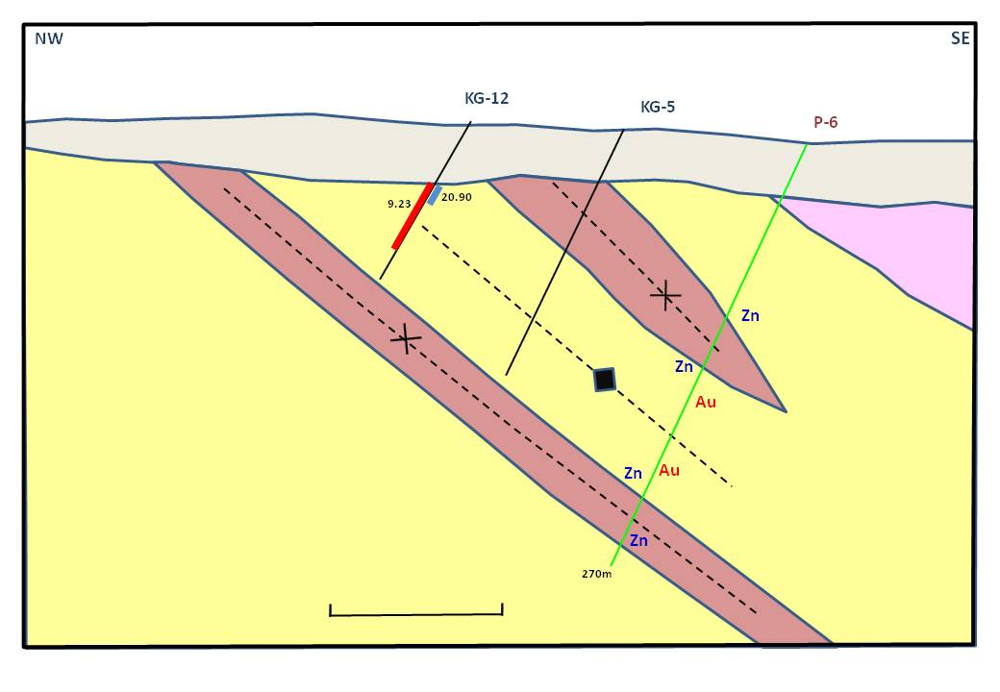 NW
SE
KG-12
KG-5
P-6
9.23
20.90
Zn
Zn
Au
Au
Zn
Zn
270m